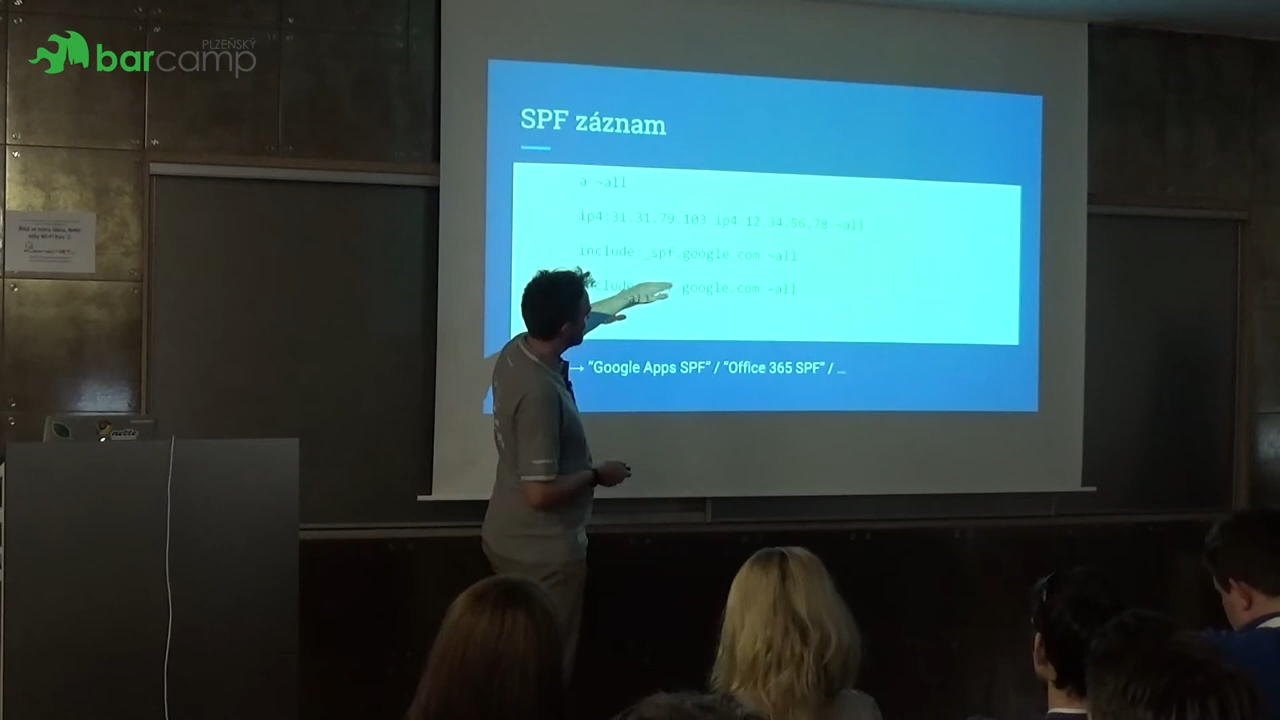 PLZEŇSKÝ
barcamp
SPF záznam
a ~all
ip4:31.31.79.103 ip4 12.34.56.78 ~all
include:_spf.google.com ~all
google.com ~all
→ “Google Apps SPF” / “Office 365 SPF” / ...
nette